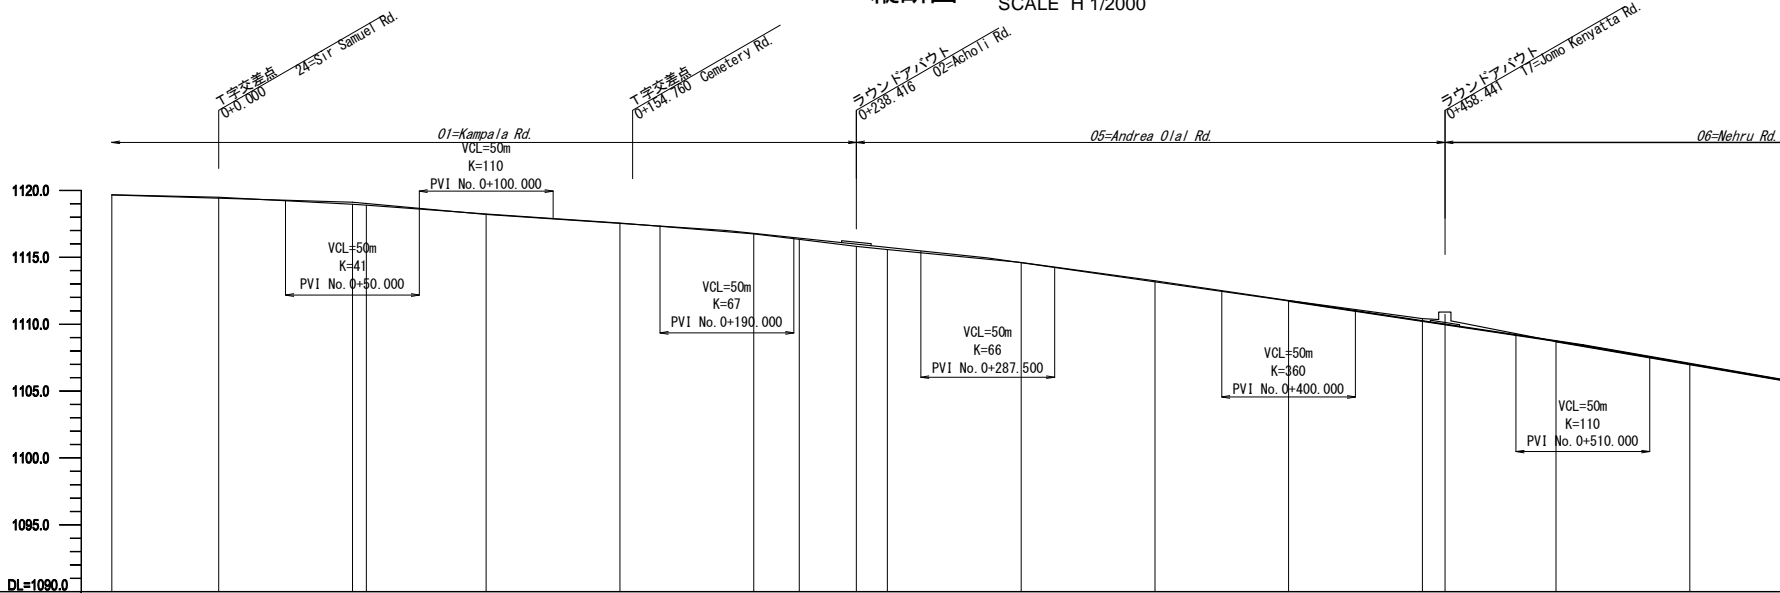 SCALE H 1/2000
T字交差点 24=Sir Samuel Rd.
0+0.000
T字交差点
0+154.760 Cemetery Rd.
ラウンドアバウト 02=Acholi Rd.
0+238.416
ラウンドアバウト 17=Jomo Kenyatta Rd.
0+458.441
01=Kampala Rd.
05=Andrea Olal Rd.
06=Nehru Rd.
VCL=50m
K=110
PVI No.0+100.000
VCL=50m
K=41
PVI No.0+50.000
VCL=50m
K=67
PVI No.0+190.000
VCL=50m
K=66
PVI No.0+287.500
VCL=50m
K=360
PVI No.0+400.000
VCL=50m
K=110
PVI No.0+510.000
1120.0
1115.0
1110.0
1105.0
1100.0
1095.0
DL=1090.0